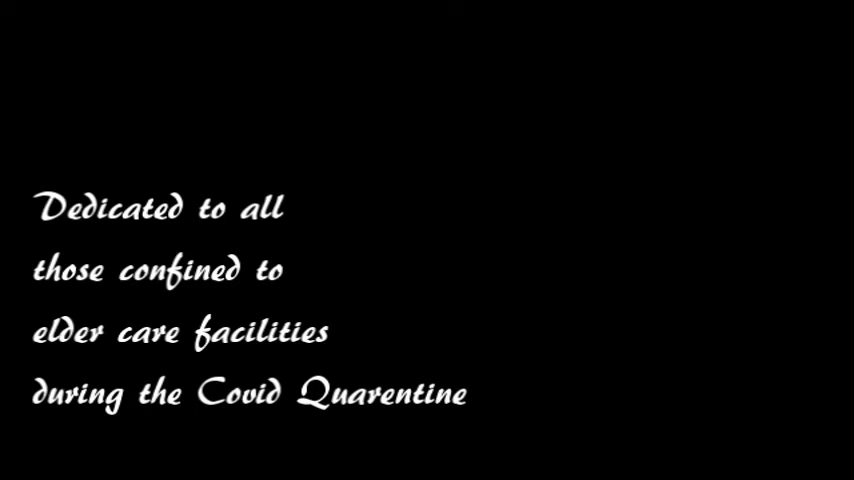 Dedicated to all
those confined to
elder care facilities
during the Covid Quarentine